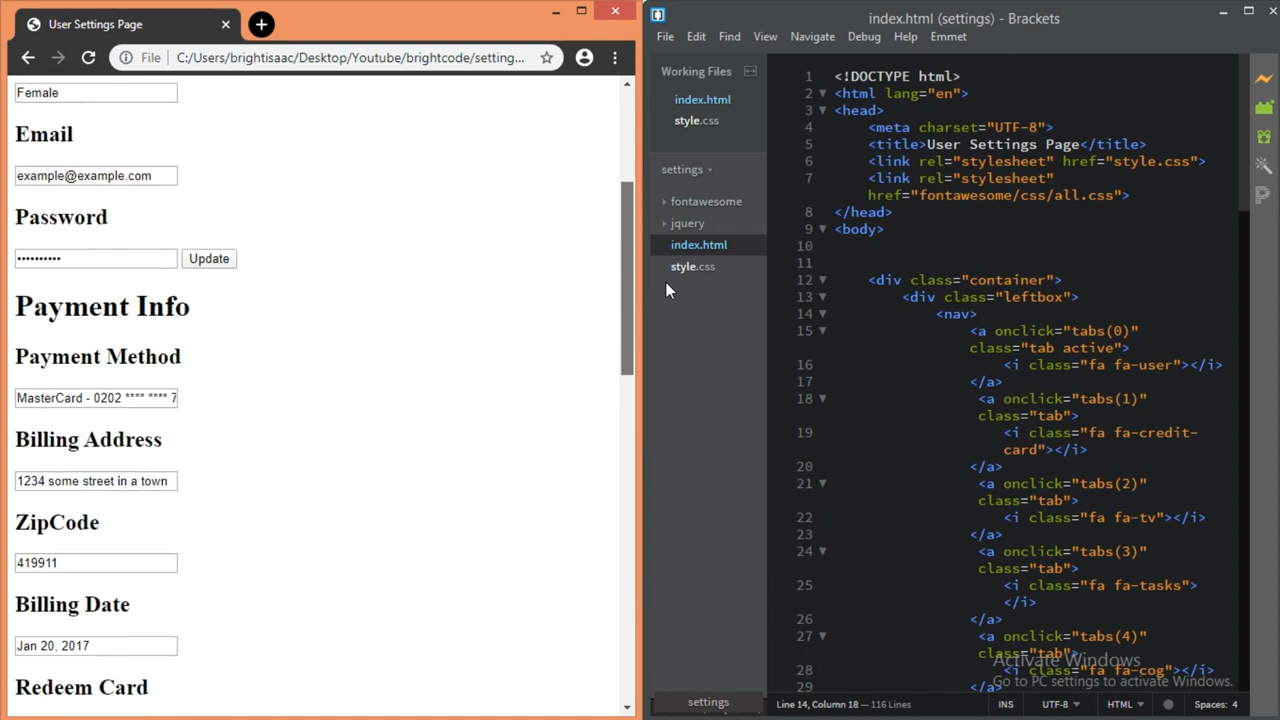 User Settings Page
File
C:/Users/brightisaac/Desktop/Youtube/brightcode/setting...
Female
Email
example@example.com
Password
••••••••••
Update
Payment Info
Payment Method
MasterCard - 0202 **** **** 7
Billing Address
1234 some street in a town
ZipCode
419911
Billing Date
Jan 20, 2017
Redeem Card
index.html (settings) - Brackets
File Edit Find View Navigate Debug Help Emmet
Working Files
index.html
style.css
settings
fontawesome
jquery
index.html
style.css
settings
1 <!DOCTYPE html>
2 <html lang="en">
3 <head>
4 <meta charset="UTF-8">
5 <title>User Settings Page</title>
6 <link rel="stylesheet" href="style.css">
7 <link rel="stylesheet"
href="fontawesome/css/all.css">
8 </head>
9 <body>
10
11
12 <div class="container">
13 <div class="leftbox">
14 <nav>
15 <a onclick="tabs(0)"
class="tab active">
16 <i class="fa fa-user"></i>
17 </a>
18 <a onclick="tabs(1)"
class="tab">
19 <i class="fa fa-credit-
card"></i>
20 </a>
21 <a onclick="tabs(2)"
class="tab">
22 <i class="fa fa-tv"></i>
23 </a>
24 <a onclick="tabs(3)"
class="tab">
25 <i class="fa fa-tasks">
</i>
26 </a>
27 <a onclick="tabs(4)"
class="tab">
28 <i class="fa fa-cog"></i>
29 </a>
Activate Windows
Go to PC settings to activate Windows.
Line 14, Column 18 — 116 Lines
INS UTF-8 HTML Spaces: 4